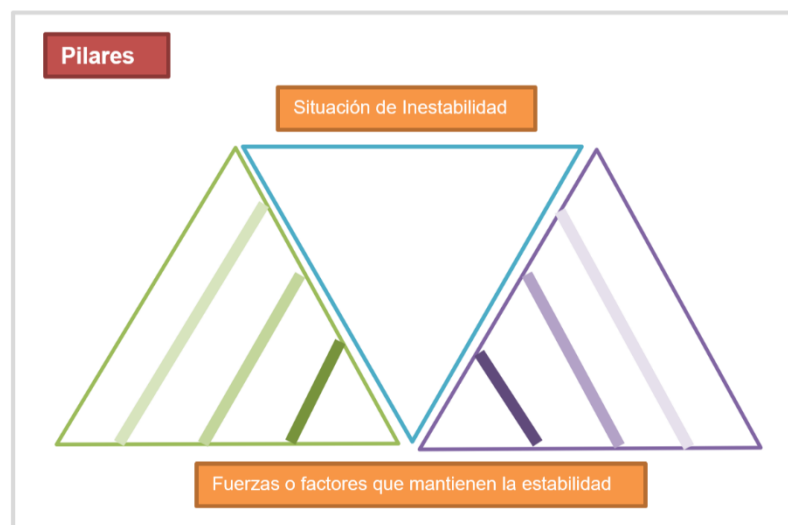 Pilares
Situación de Inestabilidad
Fuerzas o factores que mantienen la estabilidad